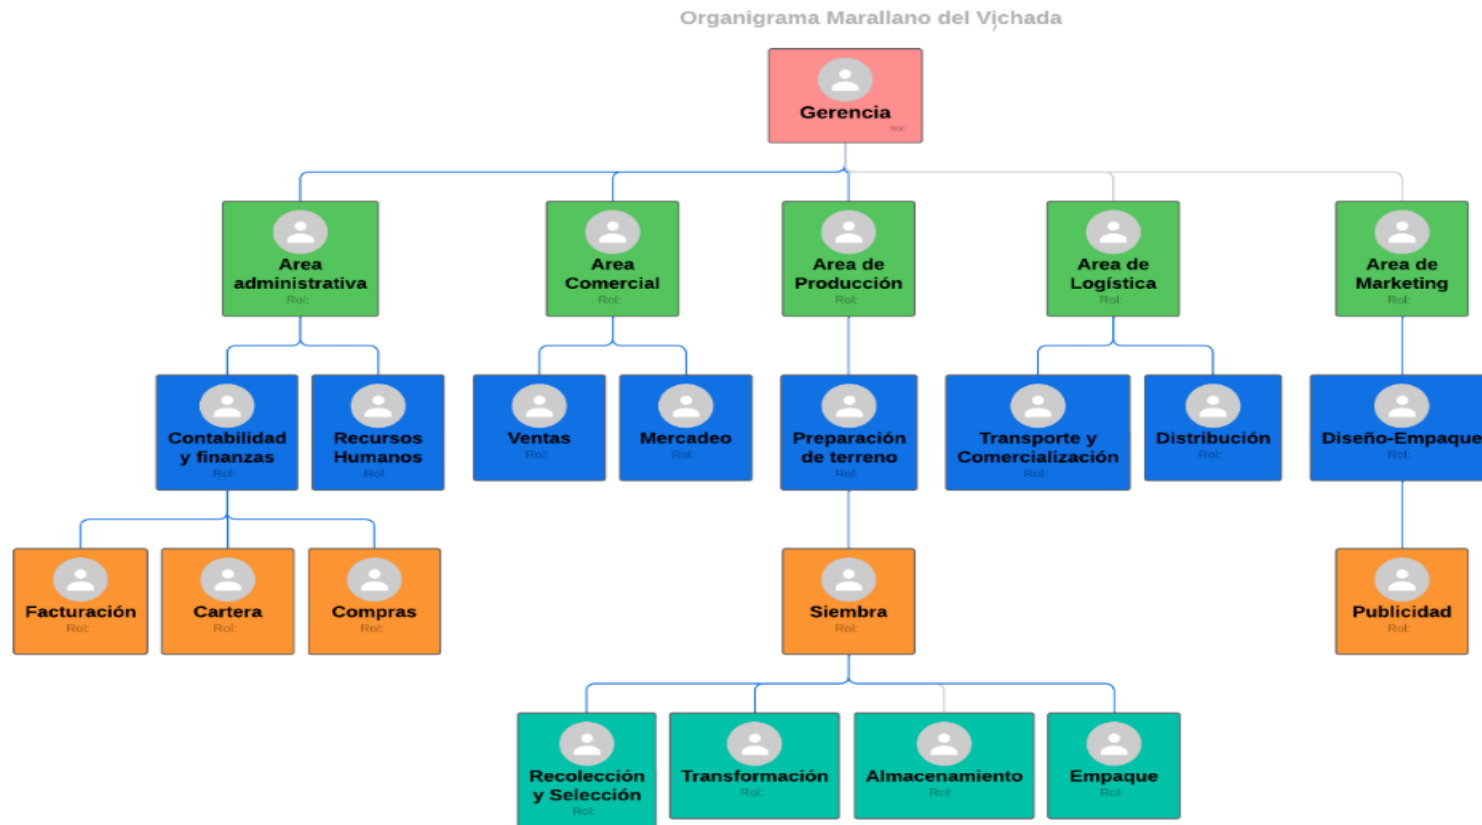 Organigrama Marallano del Vichada
Gerencia
Rol:
Area
administrativa
Rol:
Area
Comercial
Rol:
Area de
Producción
Rol:
Area de
Logística
Rol:
Area de
Marketing
Rol:
Contabilidad
y finanzas
Rol:
Recursos
Humanos
Rol:
Ventas
Rol:
Mercadeo
Rol:
Preparación
de terreno
Rol:
Transporte y
Comercialización
Rol:
Distribución
Rol:
Diseño-Empaque
Rol:
Facturación
Rol:
Cartera
Rol:
Compras
Rol:
Siembra
Rol:
Publicidad
Rol:
Recolección
y Selección
Rol:
Transformación
Rol:
Almacenamiento
Rol:
Empaque
Rol: